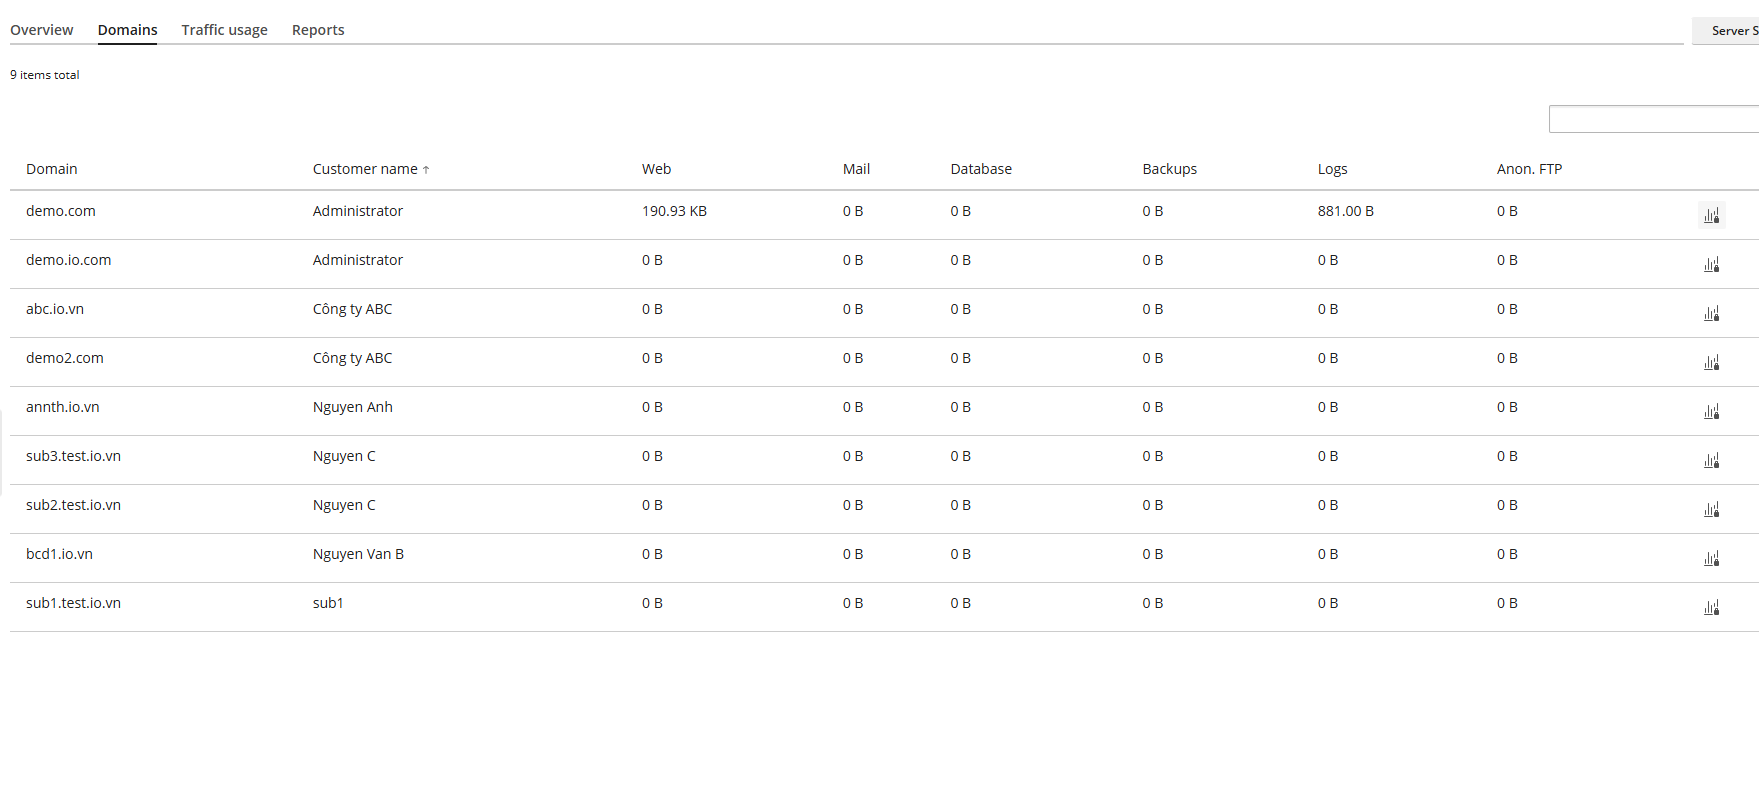 Overview Domains Traffic usage Reports Server S
9 items total
Domain Customer name ↑ Web Mail Database Backups Logs Anon. FTP
demo.com Administrator 190.93 KB 0 B 0 B 0 B 881.00 B 0 B
demo.io.com Administrator 0 B 0 B 0 B 0 B 0 B 0 B
abc.io.vn Công ty ABC 0 B 0 B 0 B 0 B 0 B 0 B
demo2.com Công ty ABC 0 B 0 B 0 B 0 B 0 B 0 B
annth.io.vn Nguyen Anh 0 B 0 B 0 B 0 B 0 B 0 B
sub3.test.io.vn Nguyen C 0 B 0 B 0 B 0 B 0 B 0 B
sub2.test.io.vn Nguyen C 0 B 0 B 0 B 0 B 0 B 0 B
bcd1.io.vn Nguyen Van B 0 B 0 B 0 B 0 B 0 B 0 B
sub1.test.io.vn sub1 0 B 0 B 0 B 0 B 0 B 0 B